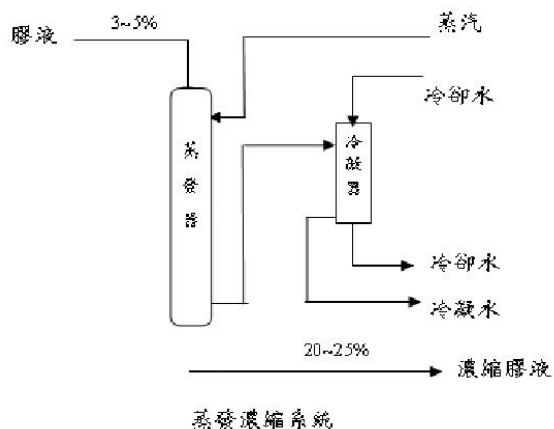 膠液
3~5%
蒸汽
冷卻水
蒸發器
冷凝器
冷卻水
冷凝水
20~25%
濃縮膠液
蒸發濃縮系統